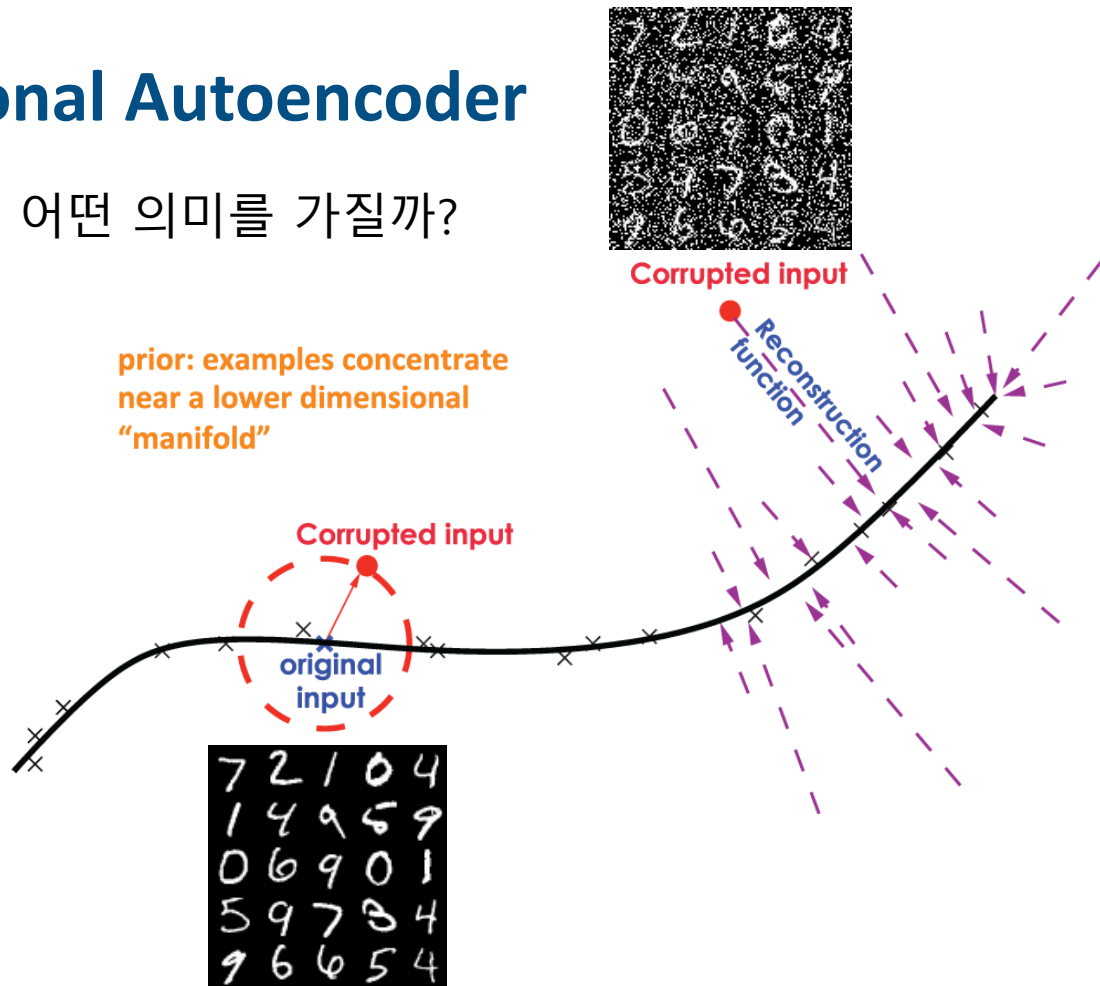 onal Autoencoder
어떤 의미를 가질까?
Corrupted input
Reconstruction
function
prior: examples concentrate
near a lower dimensional
“manifold”
Corrupted input
original
input
7 2 1 0 4
1 4 9 5 9
0 6 9 0 1
5 9 7 3 4
9 6 6 5 4